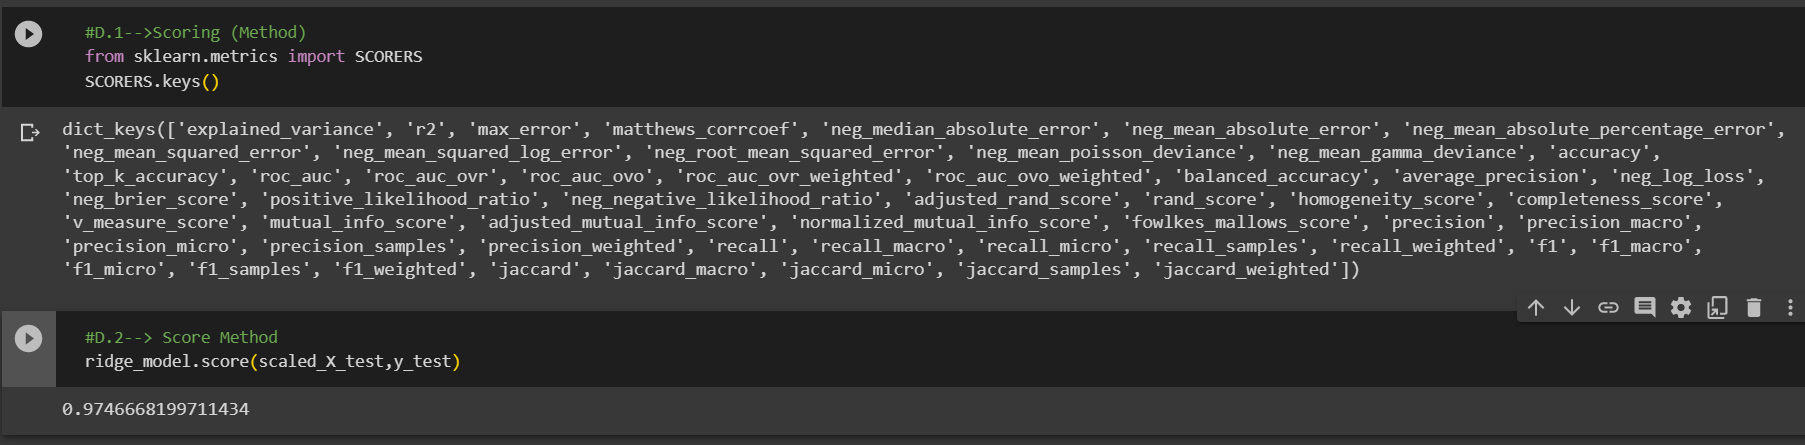 #D.1-->Scoring (Method)
from sklearn.metrics import SCORERS
SCORERS.keys()
dict_keys(['explained_variance', 'r2', 'max_error', 'matthews_corrcoef', 'neg_median_absolute_error', 'neg_mean_absolute_error', 'neg_mean_absolute_percentage_error',
'neg_mean_squared_error', 'neg_mean_squared_log_error', 'neg_root_mean_squared_error', 'neg_mean_poisson_deviance', 'neg_mean_gamma_deviance', 'accuracy',
'top_k_accuracy', 'roc_auc', 'roc_auc_ovr', 'roc_auc_ovo', 'roc_auc_ovr_weighted', 'roc_auc_ovo_weighted', 'balanced_accuracy', 'average_precision', 'neg_log_loss',
'neg_brier_score', 'positive_likelihood_ratio', 'neg_negative_likelihood_ratio', 'adjusted_rand_score', 'rand_score', 'homogeneity_score', 'completeness_score',
'v_measure_score', 'mutual_info_score', 'adjusted_mutual_info_score', 'normalized_mutual_info_score', 'fowlkes_mallows_score', 'precision', 'precision_macro',
'precision_micro', 'precision_samples', 'precision_weighted', 'recall', 'recall_macro', 'recall_micro', 'recall_samples', 'recall_weighted', 'f1', 'f1_macro',
'f1_micro', 'f1_samples', 'f1_weighted', 'jaccard', 'jaccard_macro', 'jaccard_micro', 'jaccard_samples', 'jaccard_weighted'])
#D.2--> Score Method
ridge_model.score(scaled_X_test,y_test)
0.9746668199711434